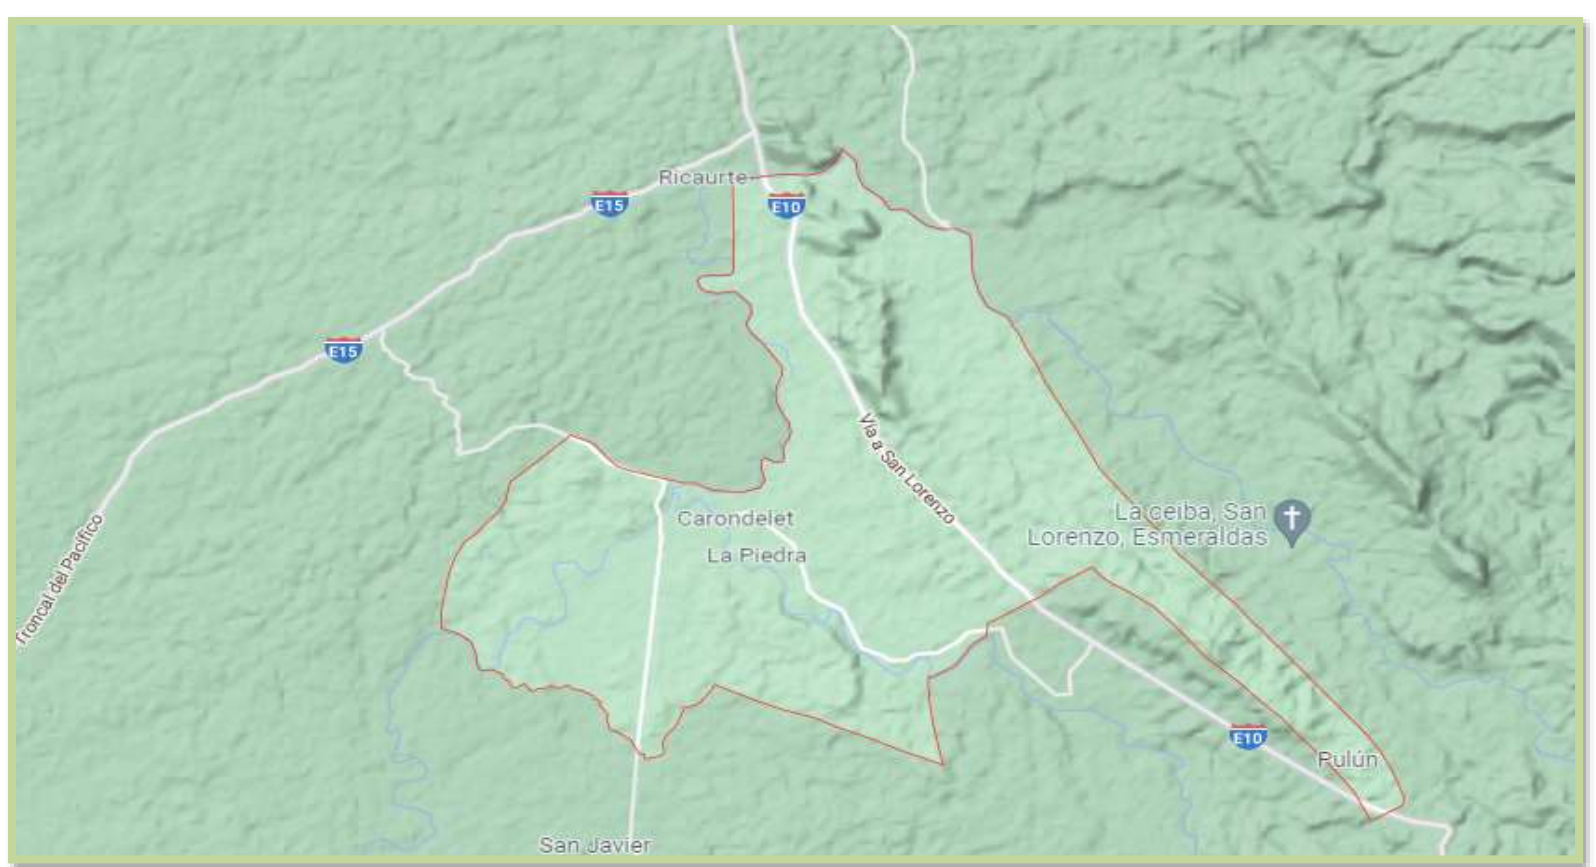 Ricaurte
E15
E10
E15
Vía a San Lorenzo
Troncal del Pacífico
Carondelet
La Piedra
La ceiba, San
Lorenzo, Esmeraldas
E10
Pulún
San Javier